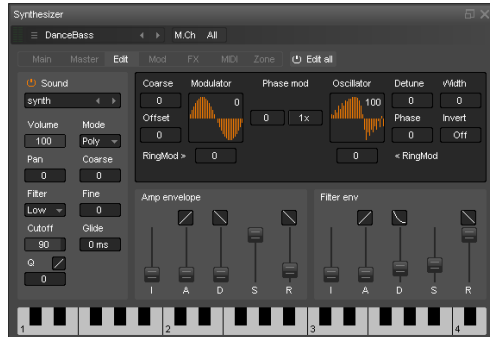 Synthesizer
DanceBass M.Ch All
Main Master Edit Mod FX MIDI Zone Edit all
Sound
synth
Volume Mode
100 Poly
Pan Coarse
0 0
Filter Fine
Low 0
Cutoff Glide
90 0 ms
Q
0
Coarse Modulator Phase mod Oscillator Detune Width
0 0 0 1x 100 0 0
Offset Phase Invert
0 0 Off
RingMod » 0 0 « RingMod
Amp envelope
I A D S R
Filter env
I A D S R
1 2 3 4